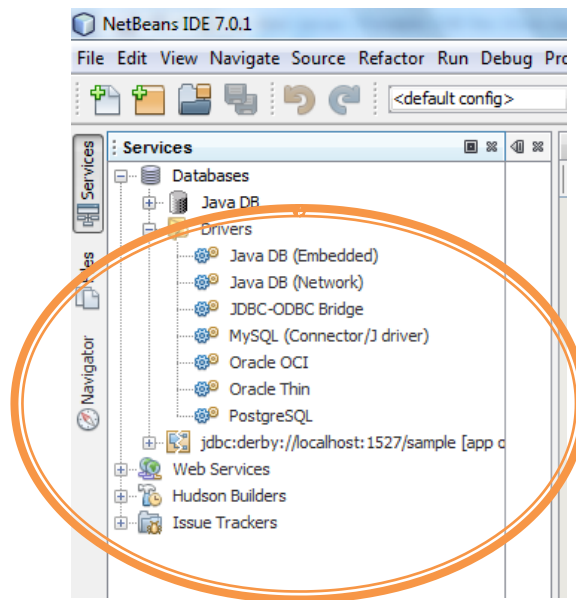 NetBeans IDE 7.0.1
File Edit View Navigate Source Refactor Run Debug Pro
<default config>
Services
Services
Databases
Java DB
Drivers
Java DB (Embedded)
Java DB (Network)
JDBC-ODBC Bridge
MySQL (Connector/J driver)
Oracle OCI
Oracle Thin
PostgreSQL
jdbc:derby://localhost:1527/sample [app o
Web Services
Hudson Builders
Issue Trackers
Navigator